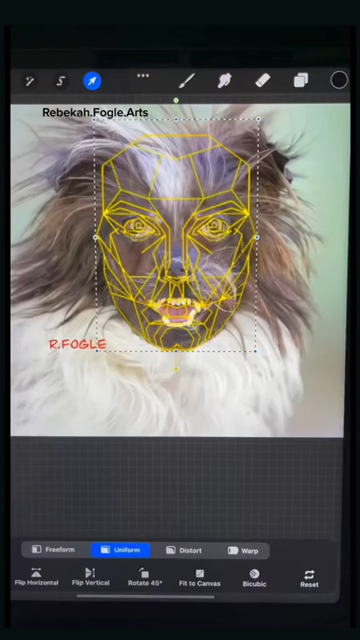 Rebekah.Fogle.Arts
R.FOGLE
Freeform
Uniform
Distort
Warp
Flip Horizontal
Flip Vertical
Rotate 45°
Fit to Canvas
Bicubic
Reset